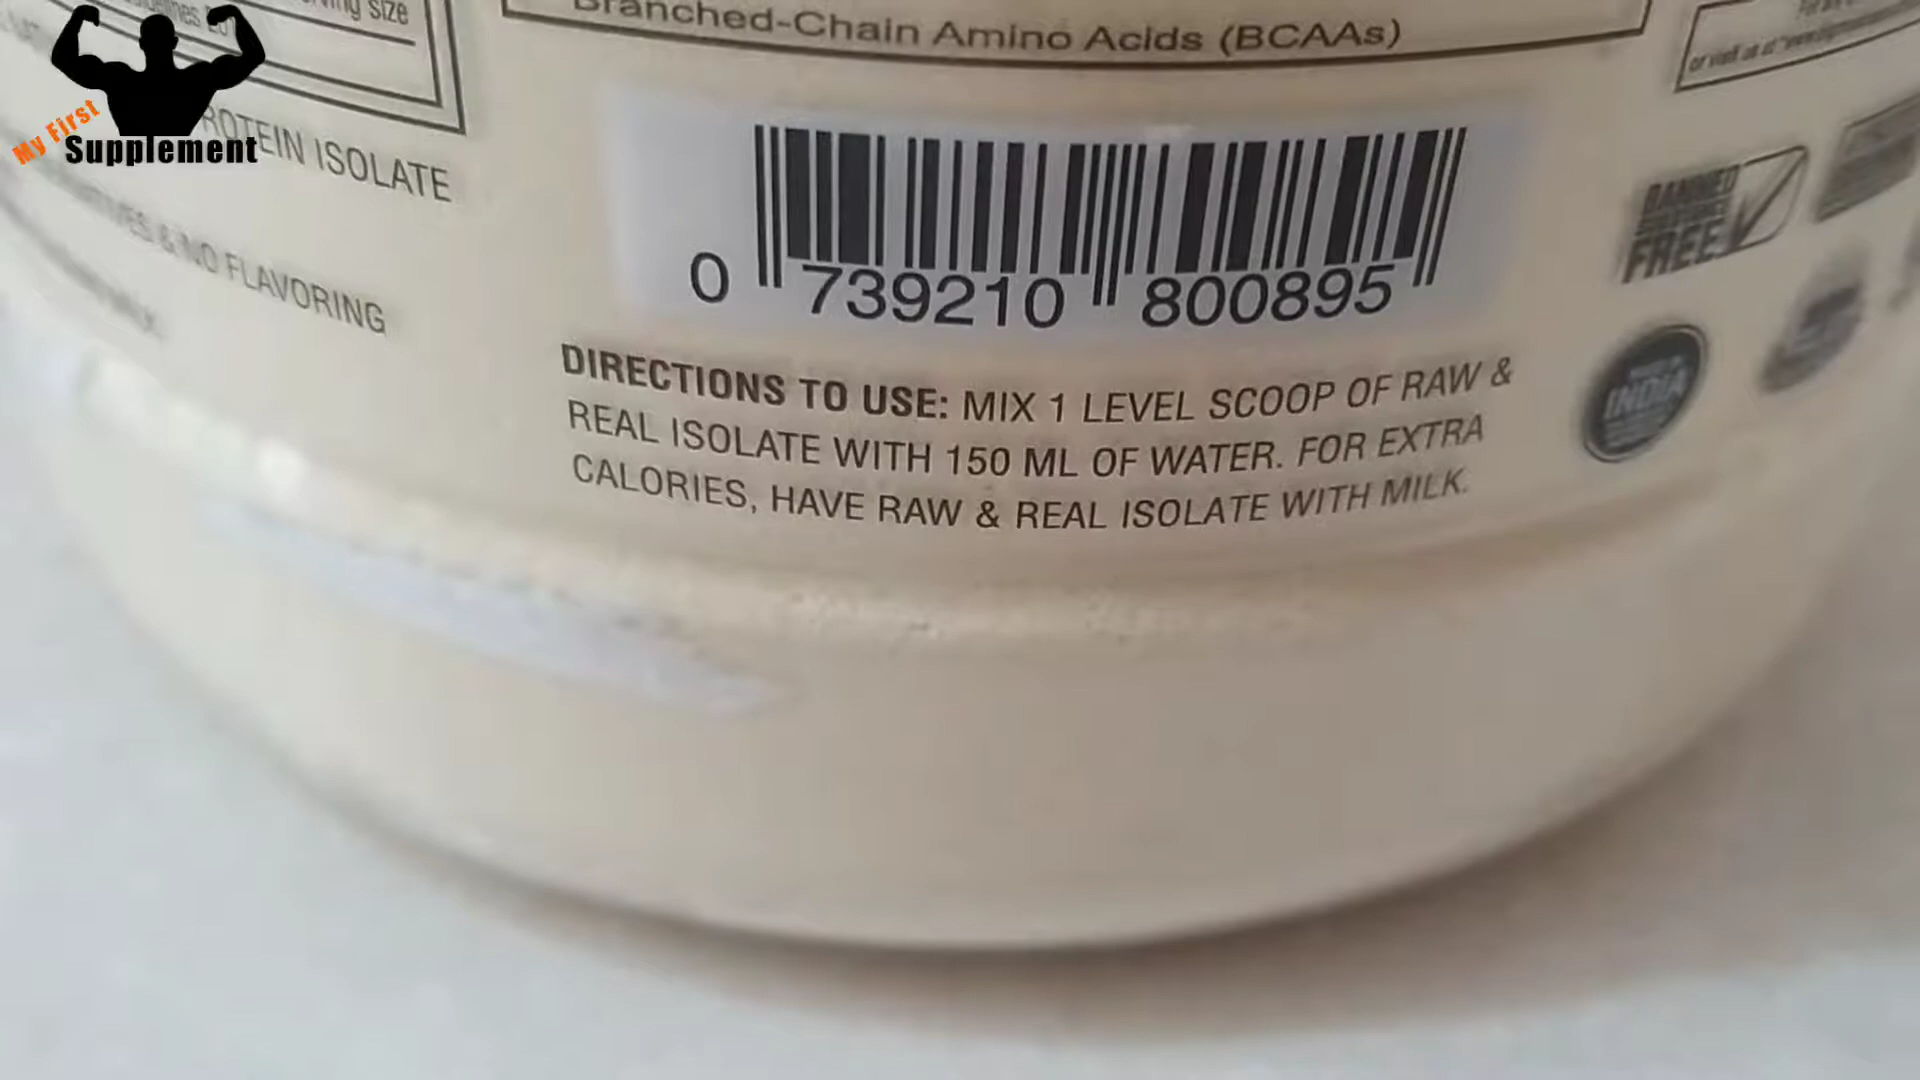 ving size
Branched-Chain Amino Acids (BCAAs)
My First
Supplement
ROTEIN ISOLATE
& NO FLAVORING
0 739210 800895
BANNED
FREE
INDIA
DIRECTIONS TO USE: MIX 1 LEVEL SCOOP OF RAW &
REAL ISOLATE WITH 150 ML OF WATER. FOR EXTRA
CALORIES, HAVE RAW & REAL ISOLATE WITH MILK.